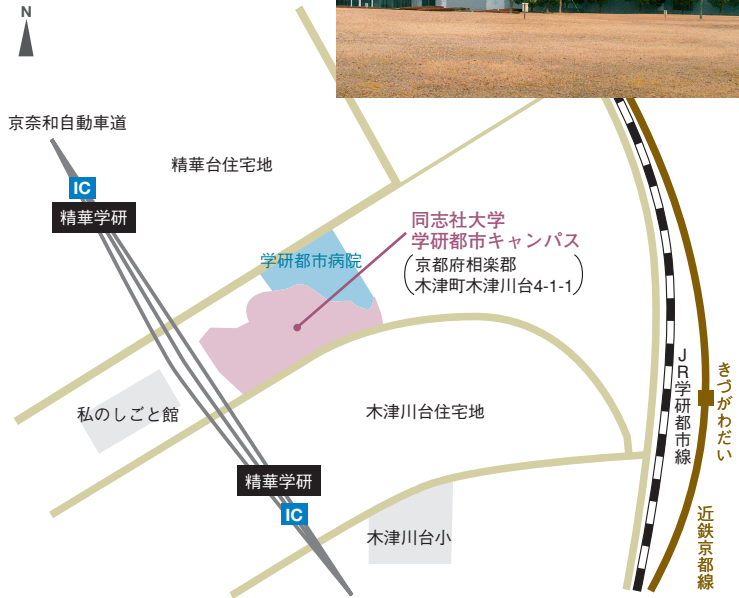 N
京奈和自動車道
精華台住宅地
IC
精華学研
学研都市病院
同志社大学
学研都市キャンパス
(京都府相楽郡
木津町木津川台4-1-1)
私のしごと館
木津川台住宅地
JR学研都市線
きづがわだい
精華学研
IC
木津川台小
近鉄京都線